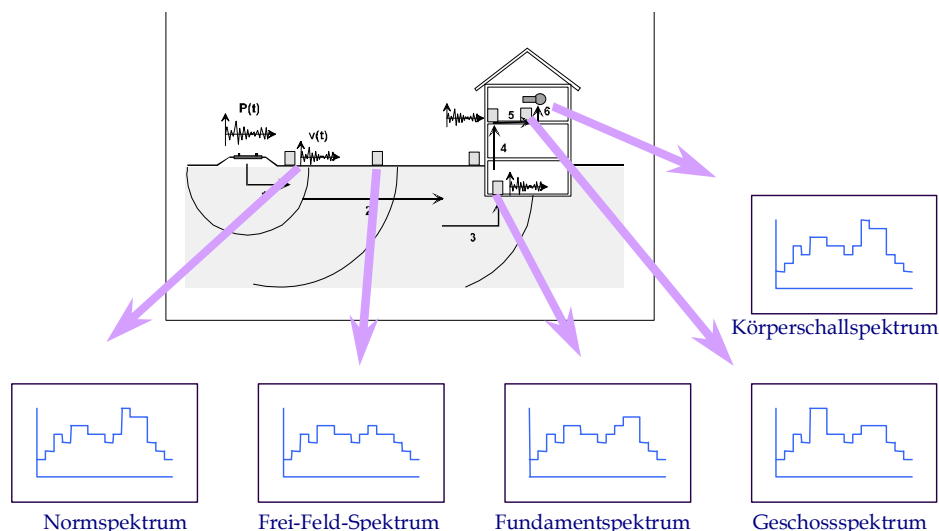 P(t)
v(t)
5
6
4
2
3
Körperschallspektrum
Normspektrum
Frei-Feld-Spektrum
Fundamentspektrum
Geschossspektrum